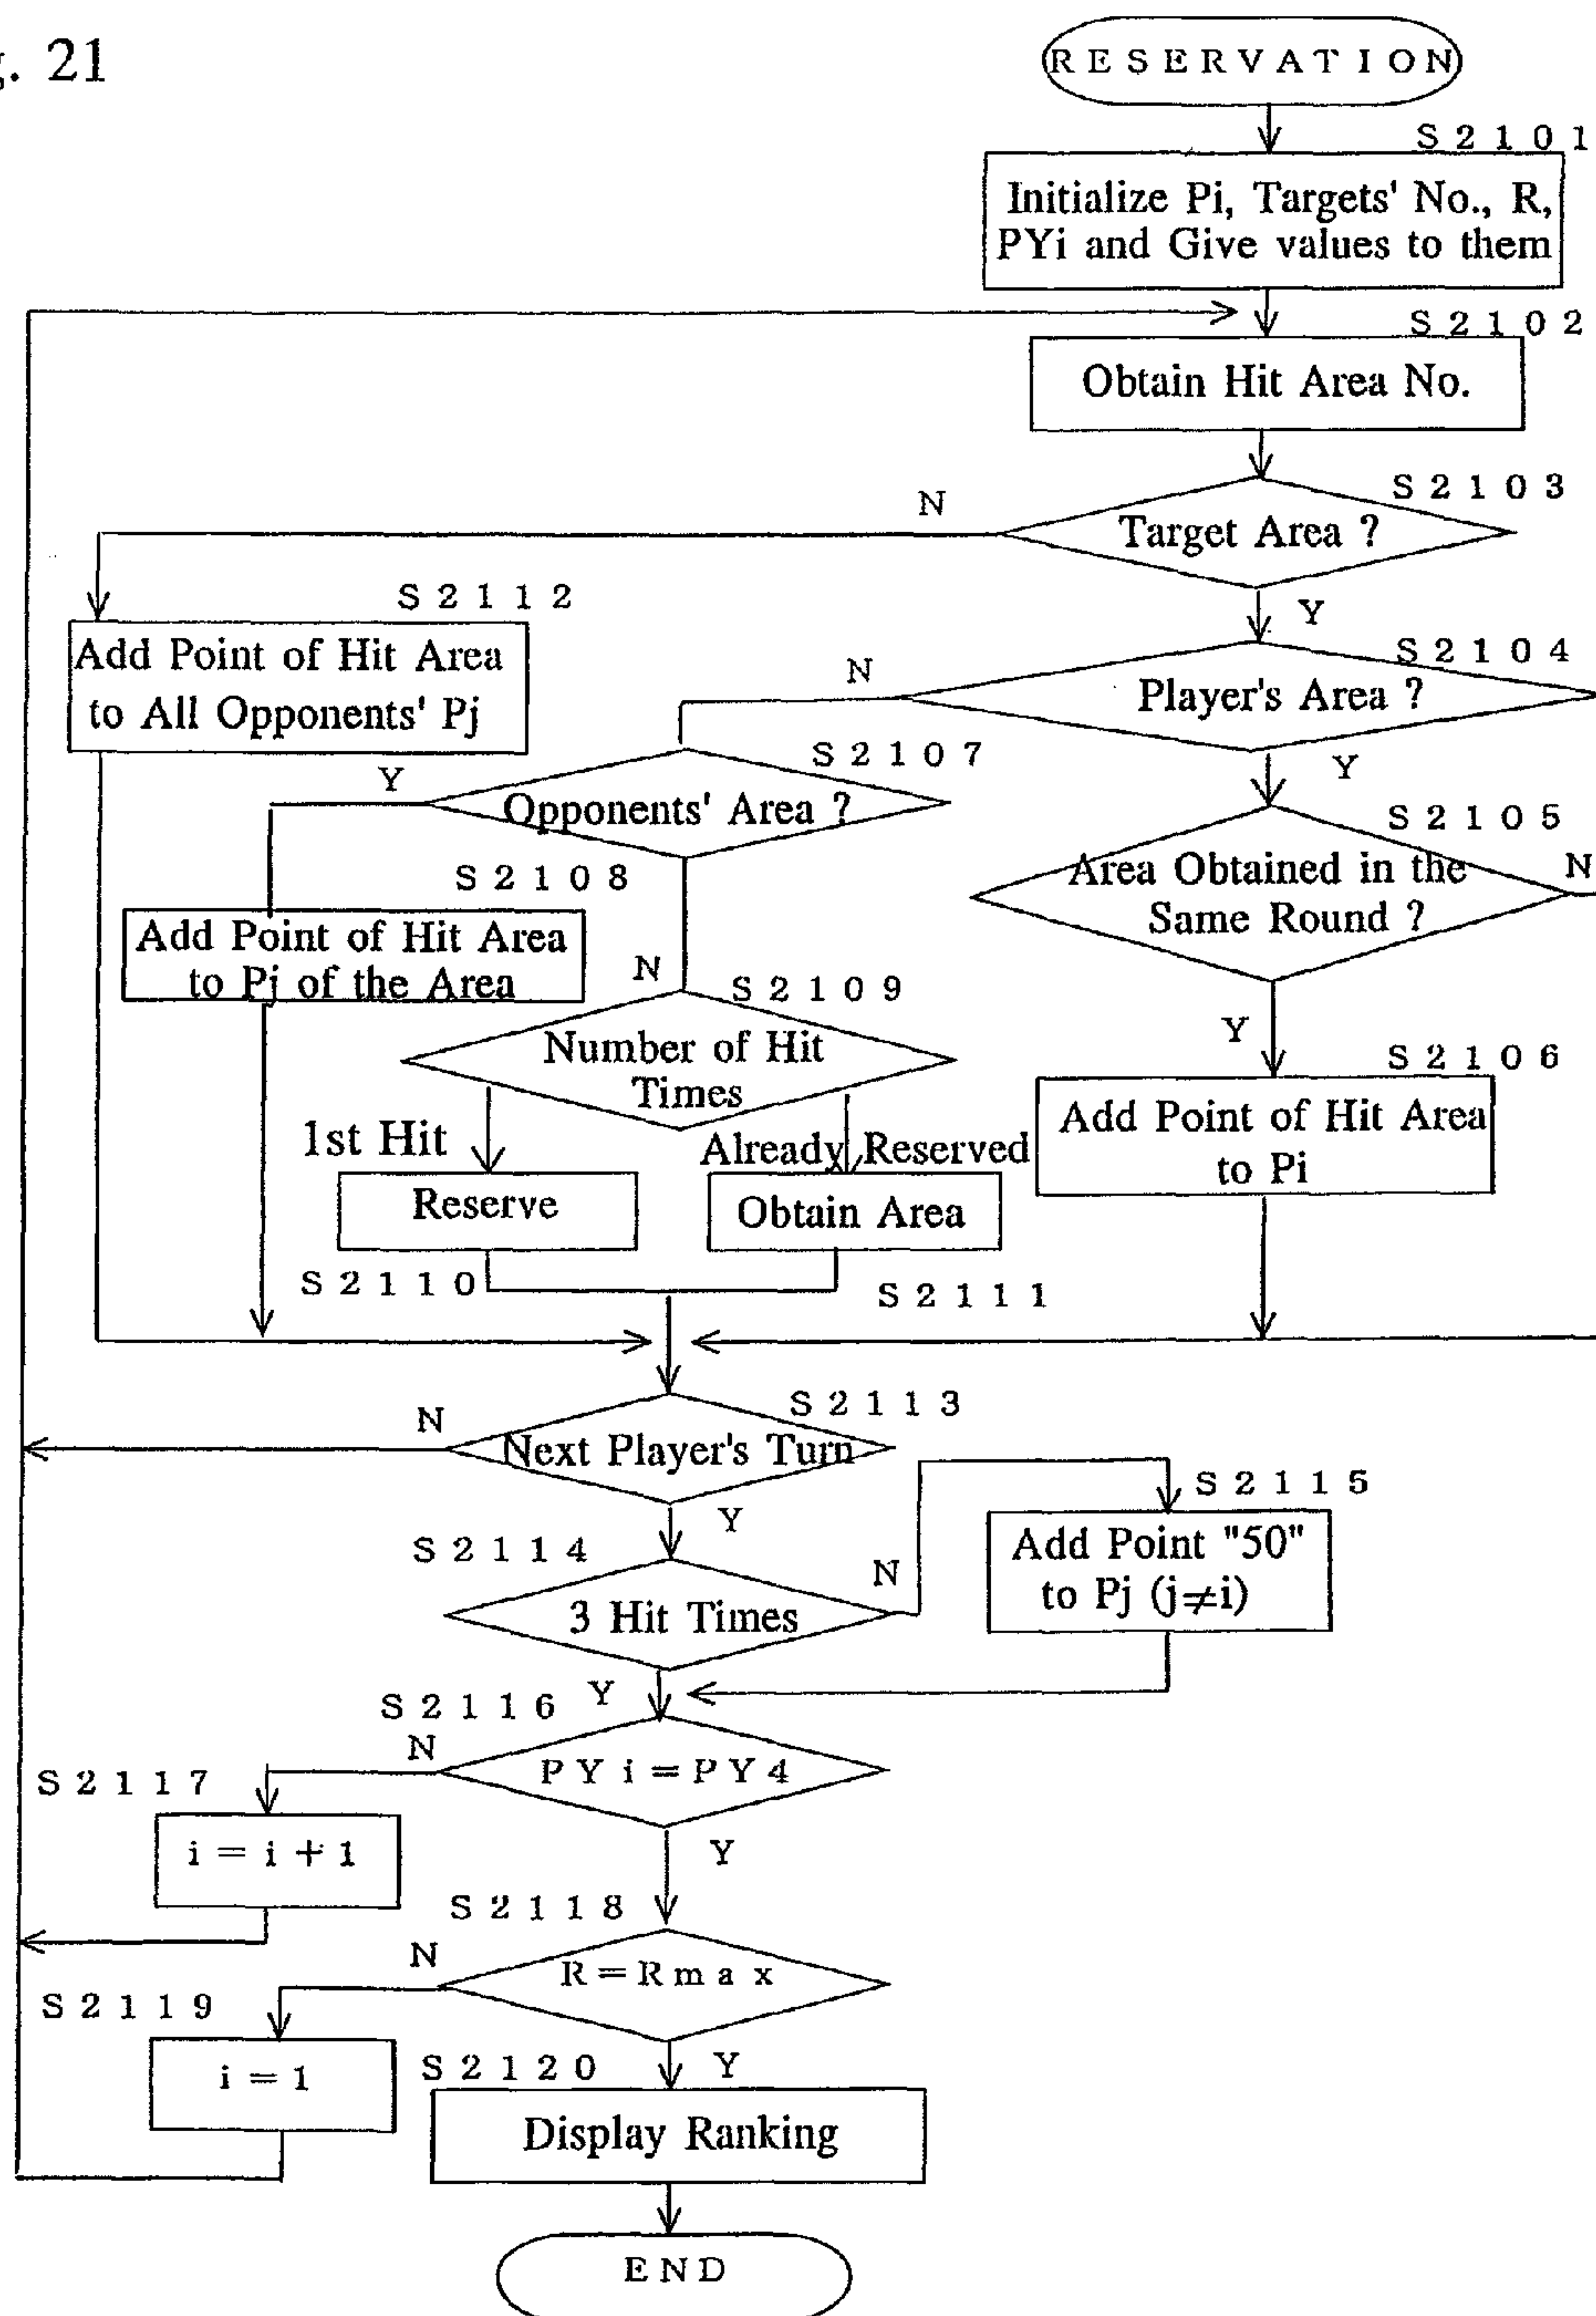 g. 21
RESERVATION
S2101
Initialize Pi, Targets' No., R,
PYi and Give values to them
S2102
Obtain Hit Area No.
S2103
N
Target Area ?
Y
S2112
Add Point of Hit Area
to All Opponents' Pj
S2104
N
Player's Area ?
Y
S2107
Y
Opponents' Area ?
S2105
Area Obtained in the
Same Round ?
N
S2108
Add Point of Hit Area
to Pj of the Area
N
S2109
Number of Hit
Times
Y
S2106
Add Point of Hit Area
to Pi
1st Hit
Already Reserved
Reserve
Obtain Area
S2110
S2111
S2113
N
Next Player's Turn
Y
S2115
Add Point "50"
to Pj (j≠i)
S2114
N
3 Hit Times
Y
S2116
N
PYi=PY4
S2117
i = i + 1
Y
S2118
N
R=Rmax
S2119
i = 1
Y
S2120
Display Ranking
END